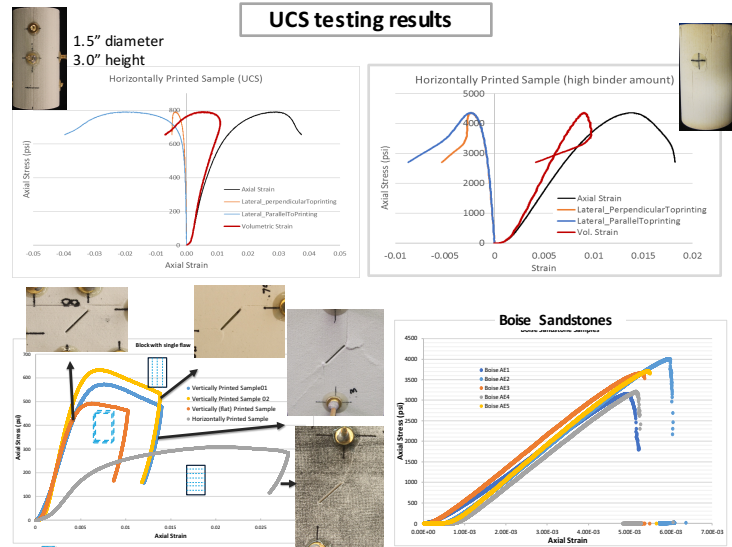 UCS testing results
1.5” diameter
3.0” height
Horizontally Printed Sample (UCS)
Axial Stress (psi)
800
600
400
200
0
-0.05
-0.04
-0.03
-0.02
-0.01
0
0.01
0.02
0.03
0.04
0.05
Axial Strain
Axial Strain
Lateral_perpendicularToprinting
Lateral_ParallelToPrinting
Volumetric Strain
Horizontally Printed Sample (high binder amount)
Axial Stress (psi)
5000
4000
3000
2000
1000
0
-0.01
-0.005
0
0.005
0.01
0.015
0.02
Strain
Axial Strain
Lateral_PerpendicularToprinting
Lateral_ParallelToprinting
Vol. Strain
Block with single flaw
Axial Stress (psi)
700
600
500
400
300
200
100
0
0
0.005
0.01
0.015
0.02
0.025
Axial Strain
Vertically Printed Sample01
Vertically Printed Sample 02
Vertically (flat) Printed Sample
Horizontally Printed Sample
Boise Sandstones
Axial Stress (psi)
4500
4000
3500
3000
2500
2000
1500
1000
500
0
0.00E+00
1.00E-03
2.00E-03
3.00E-03
4.00E-03
5.00E-03
6.00E-03
7.00E-03
Axial Strain
Boise AE1
Boise AE2
Boise AE3
Boise AE4
Boise AE5